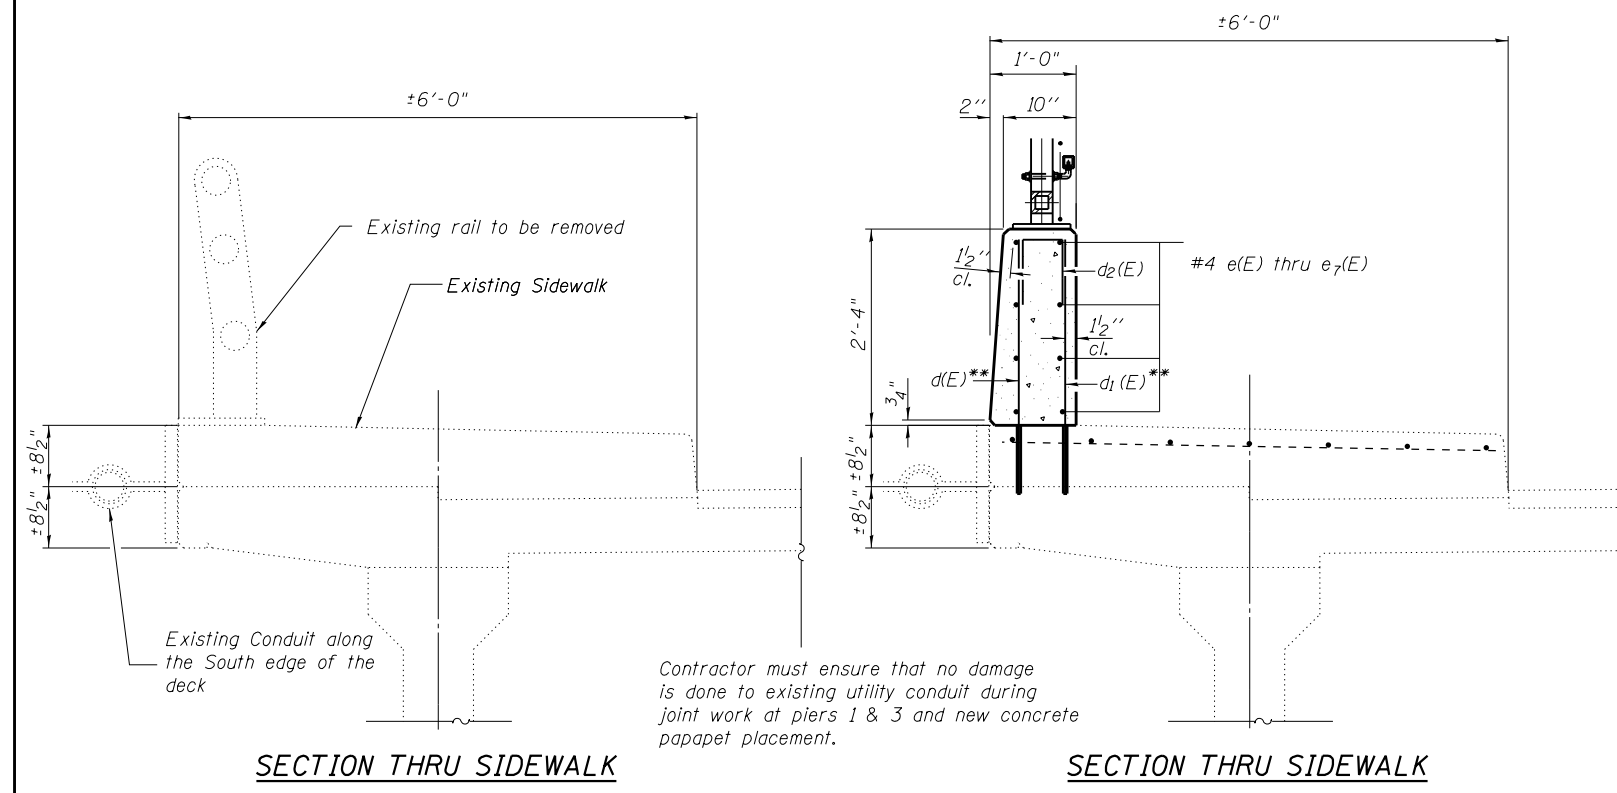 ±6'-0"
Existing rail to be removed
Existing Sidewalk
±8½"
±8½"
Existing Conduit along
the South edge of the
deck
SECTION THRU SIDEWALK
Contractor must ensure that no damage
is done to existing utility conduit during
joint work at piers 1 & 3 and new concrete
papapet placement.
±6'-0"
1'-0"
2"
10"
1½"
cl.
d2(E)
#4 e(E) thru e7(E)
2'-4"
1½"
cl.
d(E)**
d1(E)**
¾"
±8½"
±8½"
SECTION THRU SIDEWALK